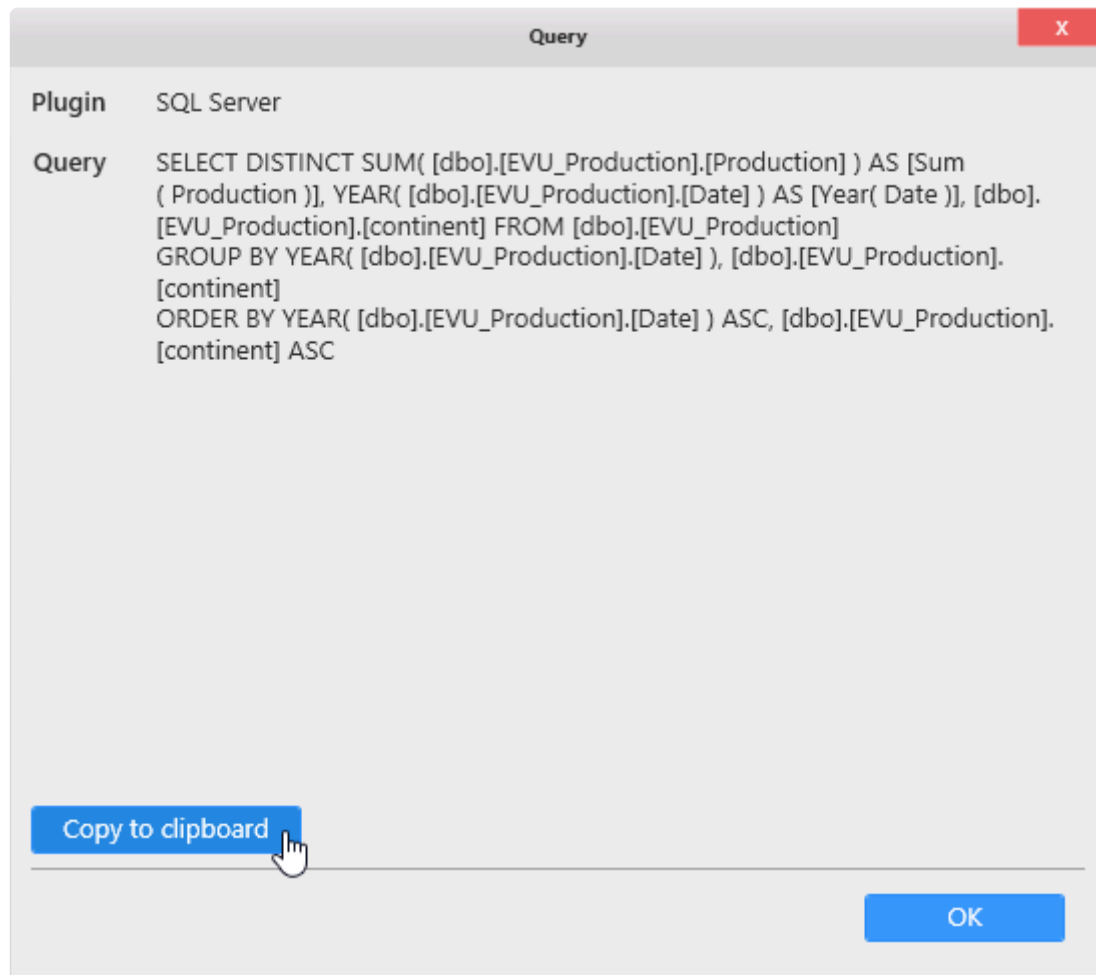 Query
X
Plugin SQL Server
Query SELECT DISTINCT SUM( [dbo].[EVU_Production].[Production] ) AS [Sum
( Production )], YEAR( [dbo].[EVU_Production].[Date] ) AS [Year( Date )], [dbo].
[EVU_Production].[continent] FROM [dbo].[EVU_Production]
GROUP BY YEAR( [dbo].[EVU_Production].[Date] ), [dbo].[EVU_Production].
[continent]
ORDER BY YEAR( [dbo].[EVU_Production].[Date] ) ASC, [dbo].[EVU_Production].
[continent] ASC
Copy to clipboard
OK